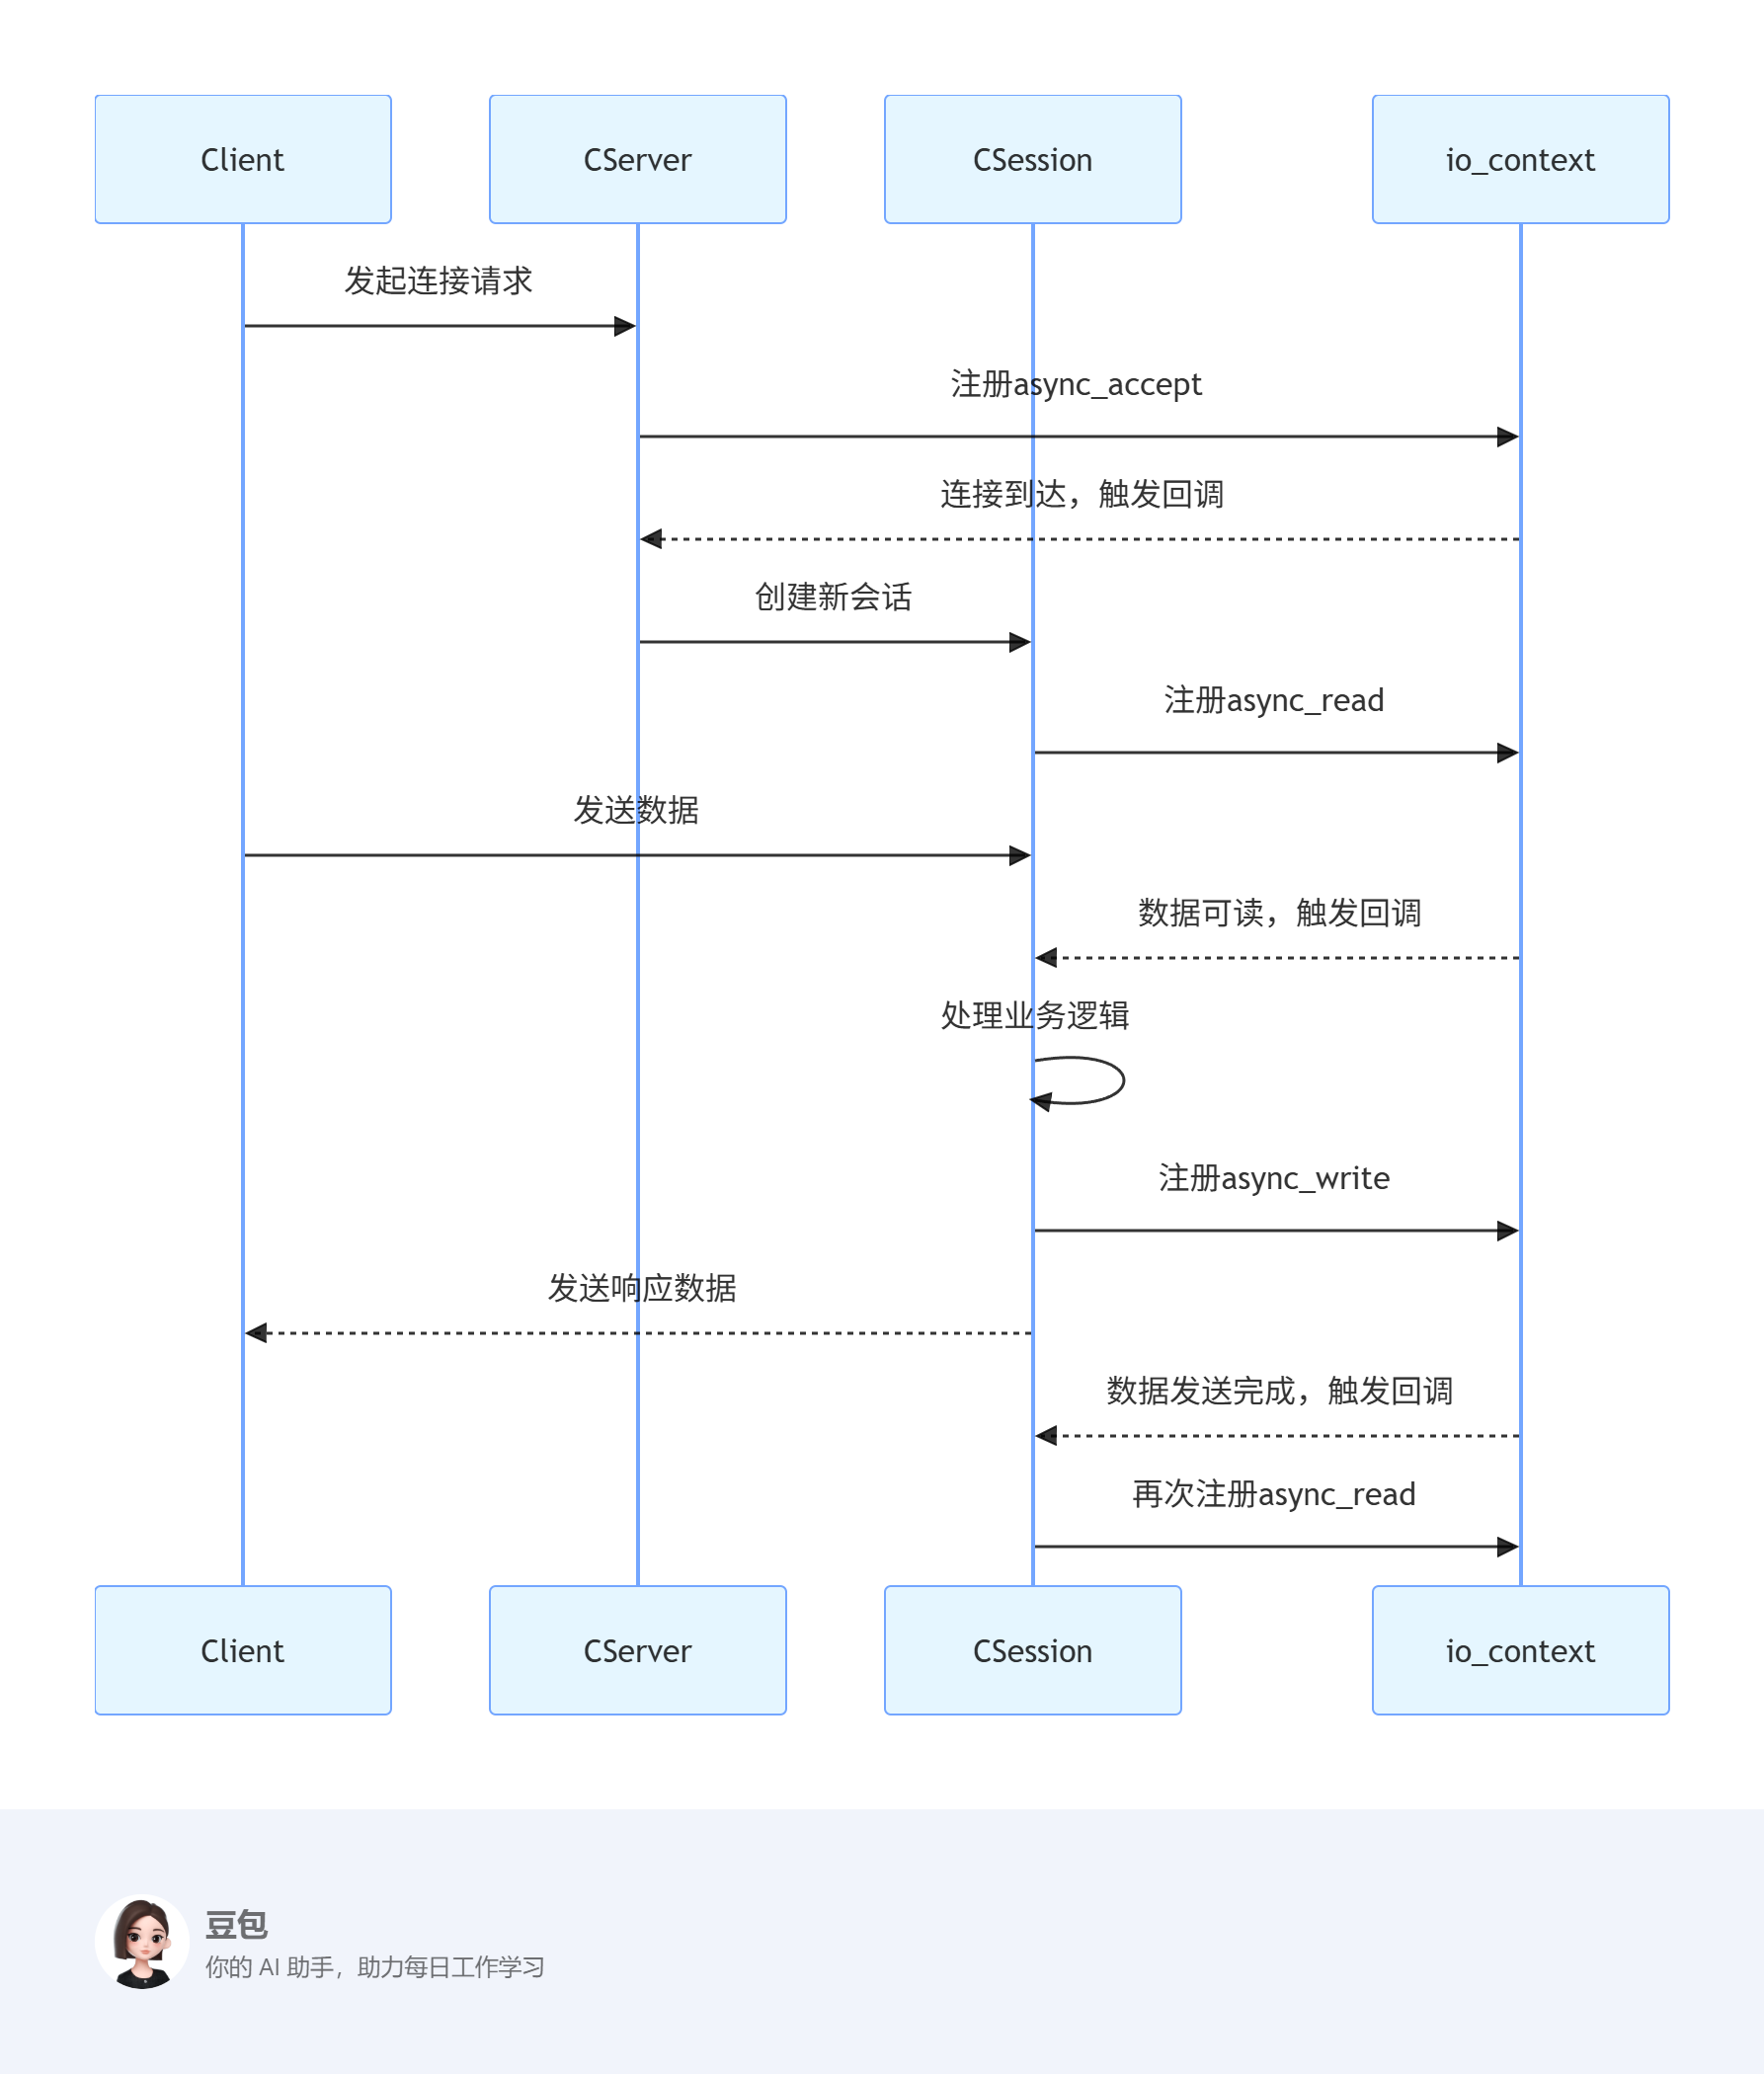 Client
CServer
CSession
io_context
发起连接请求
注册async_accept
连接到达，触发回调
创建新会话
注册async_read
发送数据
数据可读，触发回调
处理业务逻辑
注册async_write
发送响应数据
数据发送完成，触发回调
再次注册async_read
Client
CServer
CSession
io_context
豆包
你的 AI 助手，助力每日工作学习